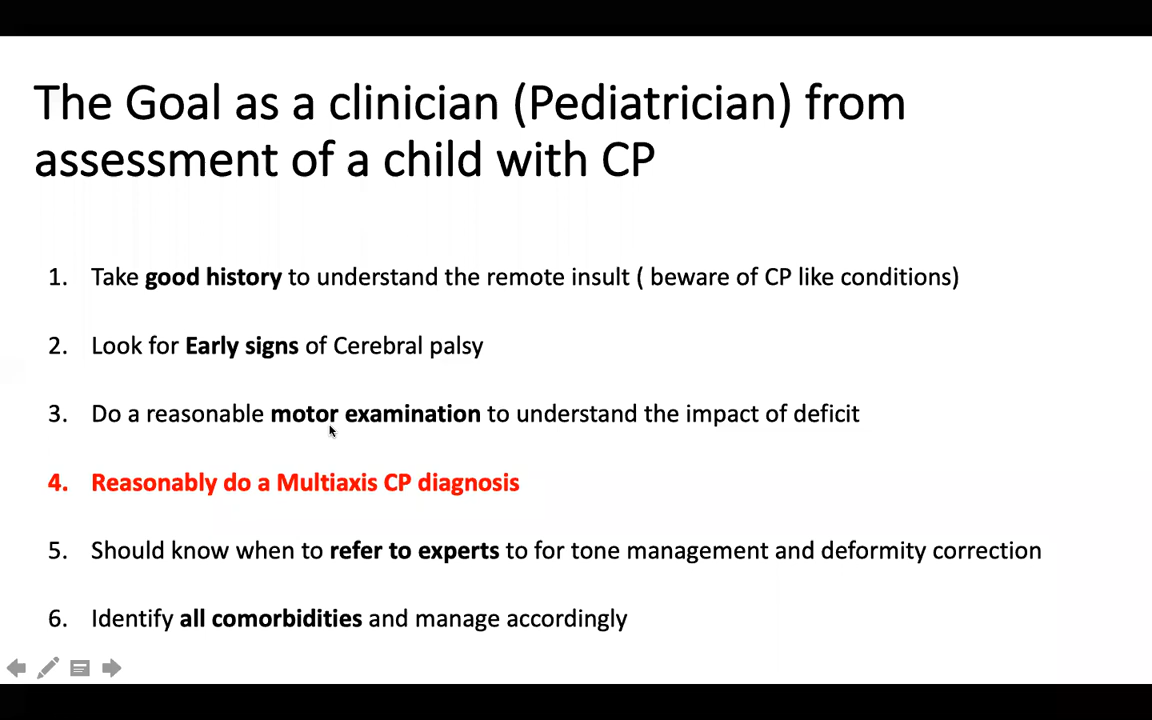 The Goal as a clinician (Pediatrician) from
assessment of a child with CP
1. Take good history to understand the remote insult ( beware of CP like conditions)
2. Look for Early signs of Cerebral palsy
3. Do a reasonable motor examination to understand the impact of deficit
4. Reasonably do a Multiaxis CP diagnosis
5. Should know when to refer to experts to for tone management and deformity correction
6. Identify all comorbidities and manage accordingly